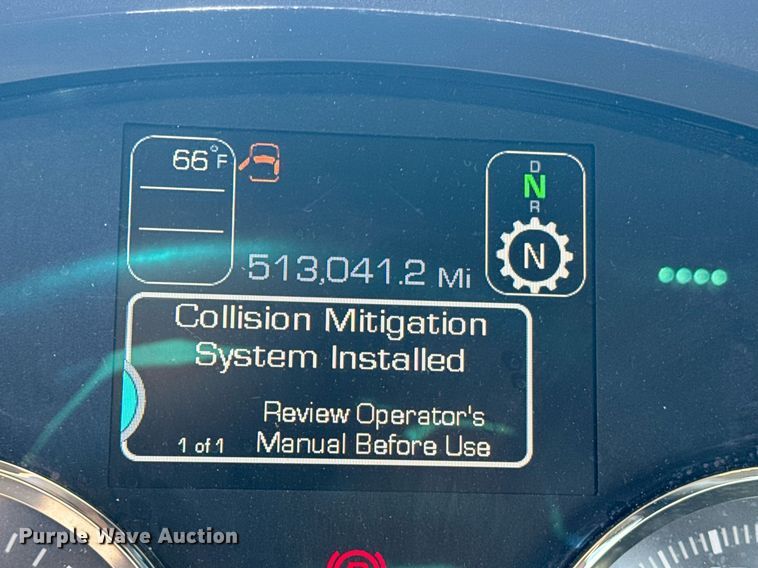 66°F
D
N
R
N
513,041.2 Mi
Collision Mitigation
System Installed
Review Operator's
1 of 1 Manual Before Use
Purple Wave Auction
P